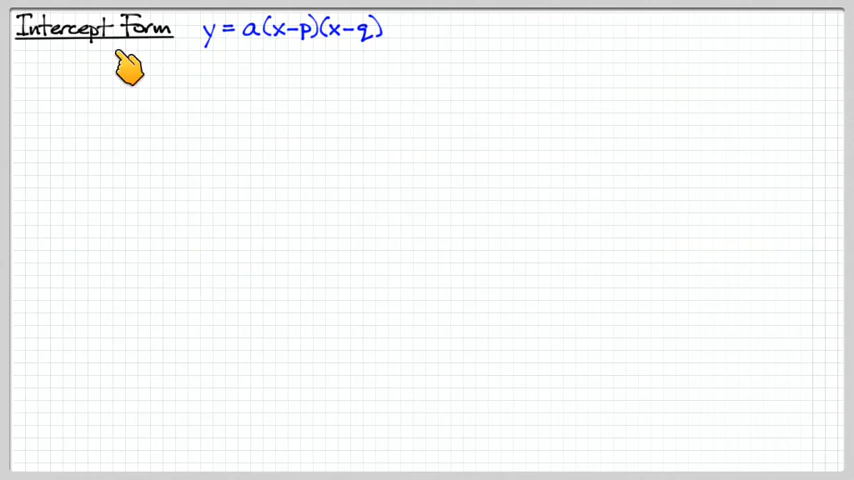 Intercept Form y = a(x-p)(x-q)